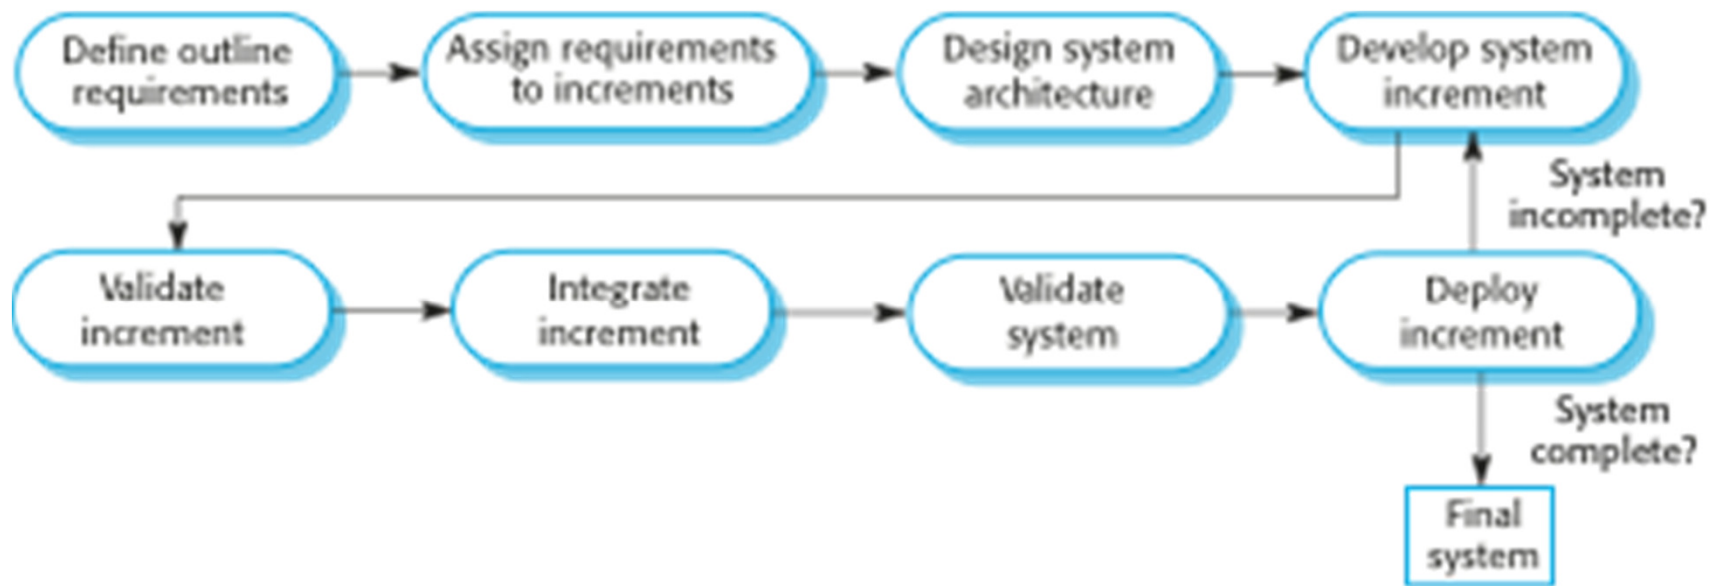 Define outline
requirements
Assign requirements
to increments
Design system
architecture
Develop system
increment
System
incomplete?
Validate
increment
Integrate
increment
Validate
system
Deploy
increment
System
complete?
Final
system